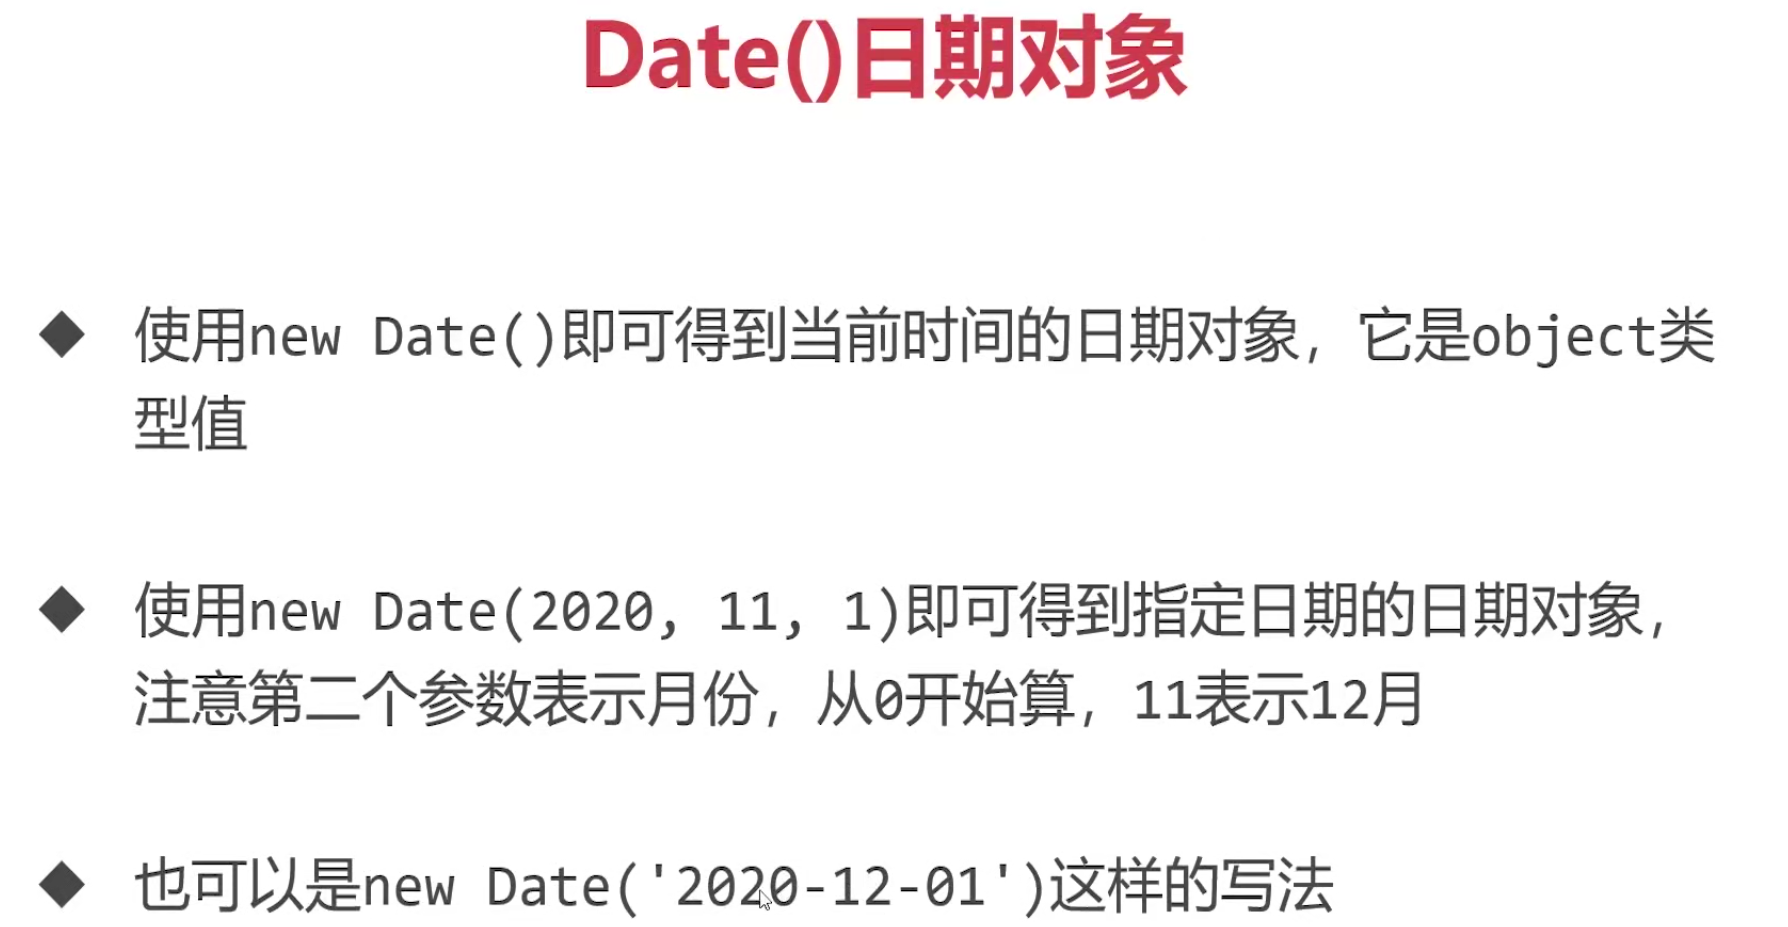 Date()日期对象
使用new Date()即可得到当前时间的日期对象，它是object类
型值
使用new Date(2020, 11, 1)即可得到指定日期的日期对象，
注意第二个参数表示月份，从0开始算，11表示12月
也可以是new Date('2020-12-01')这样的写法